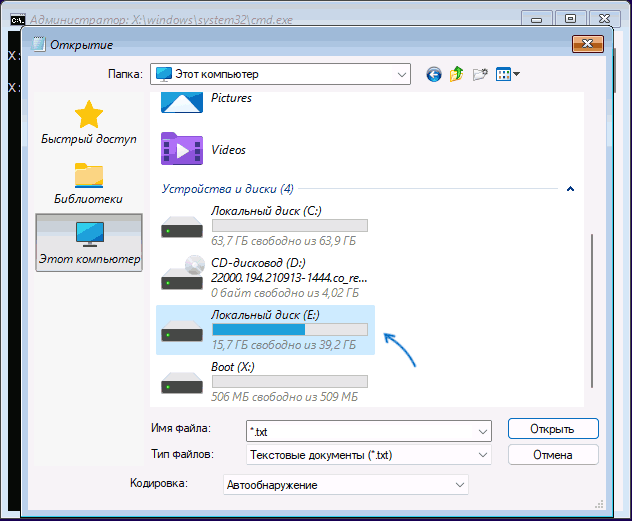 Администратор: X:\windows\system32\cmd.exe
Открытие
X:
X:
Папка:
Этот компьютер
Быстрый доступ
Библиотеки
Этот компьютер
Pictures
Videos
Устройства и диски (4)
Локальный диск (C:)
63,7 ГБ свободно из 63,9 ГБ
CD-дисковод (D:)
22000.194.210913-1444.co_re...
0 байт свободно из 4,02 ГБ
Локальный диск (E:)
15,7 ГБ свободно из 39,2 ГБ
Boot (X:)
506 МБ свободно из 509 МБ
Имя файла:
*.txt
Открыть
Тип файлов:
Текстовые документы (*.txt)
Отмена
Кодировка:
Автообнаружение